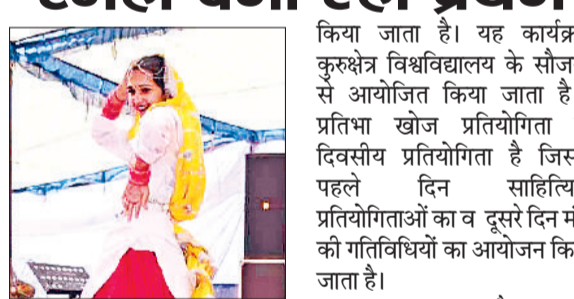 किया जाता है। यह कार्यक्र
कुरुक्षेत्र विश्वविद्यालय के सौज
से आयोजित किया जाता है
प्रतिभा खोज प्रतियोगिता
दिवसीय प्रतियोगिता है जिस
पहले दिन साहित्यि
प्रतियोगिताओं का व दूसरे दिन मं
की गतिविधियों का आयोजन कि
जाता है।